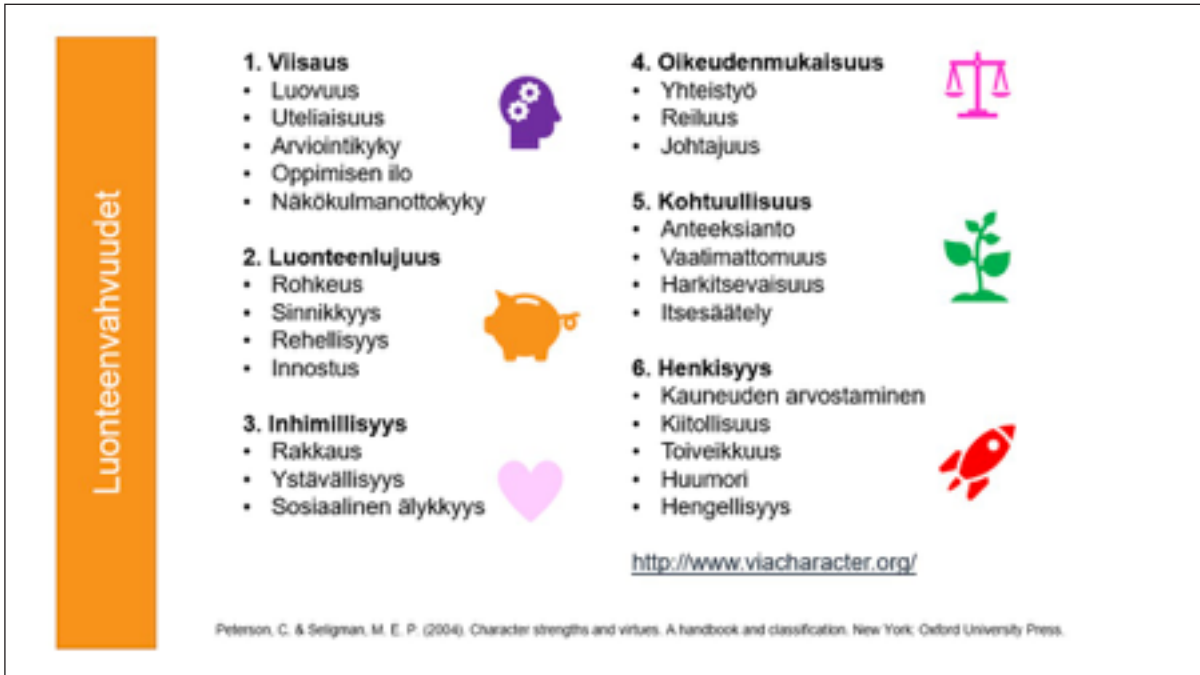 Luonteenvahvuudet
1. Viisaus
• Luovuus
• Uteliaisuus
• Arviointikyky
• Oppimisen ilo
• Näkökulmanottokyky
2. Luonteenlujuus
• Rohkeus
• Sinnikkyys
• Rehellisyys
• Innostus
3. Inhimillisyys
• Rakkaus
• Ystävällisyys
• Sosiaalinen älykkyys
4. Oikeudenmukaisuus
• Yhteistyö
• Reiluus
• Johtajuus
5. Kohtuullisuus
• Anteeksianto
• Vaatimattomuus
• Harkitsevaisuus
• Itsesäätely
6. Henkisyys
• Kauneuden arvostaminen
• Kiitollisuus
• Toiveikkuus
• Huumori
• Hengellisyys
http://www.viacharacter.org/
Peterson, C. & Seligman, M. E. P. (2004). Character strengths and virtues. A handbook and classification. New York: Oxford University Press.